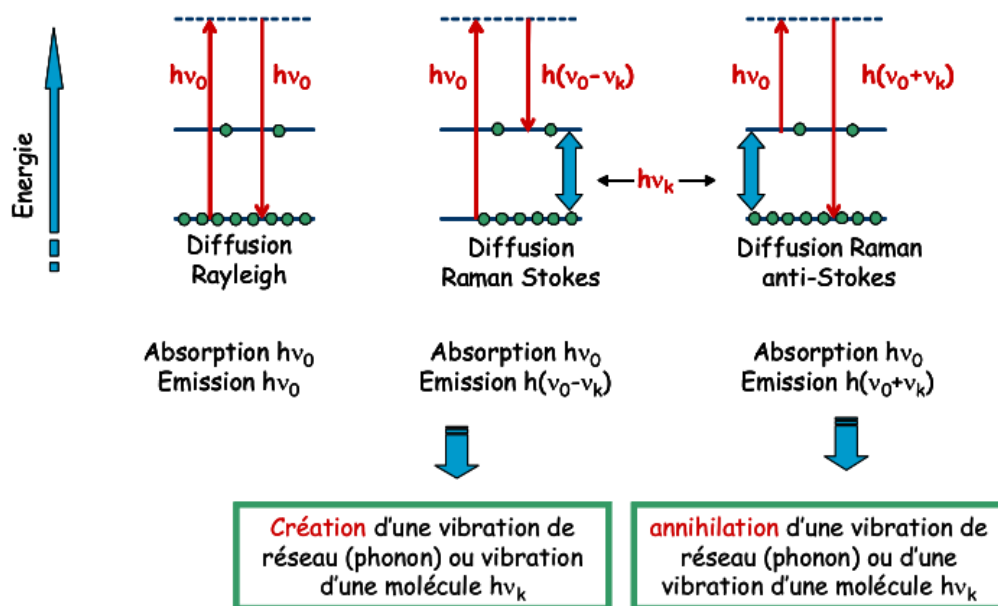 Energie
hν₀
hν₀
hν₀
h(ν₀-νₖ)
hν₀
h(ν₀+νₖ)
hνₖ
Diffusion
Rayleigh
Diffusion
Raman Stokes
Diffusion Raman
anti-Stokes
Absorption hν₀
Emission hν₀
Absorption hν₀
Emission h(ν₀-νₖ)
Absorption hν₀
Emission h(ν₀+νₖ)
Création d'une vibration de
réseau (phonon) ou vibration
d'une molécule hνₖ
annihilation d'une vibration de
réseau (phonon) ou d'une
vibration d'une molécule hνₖ